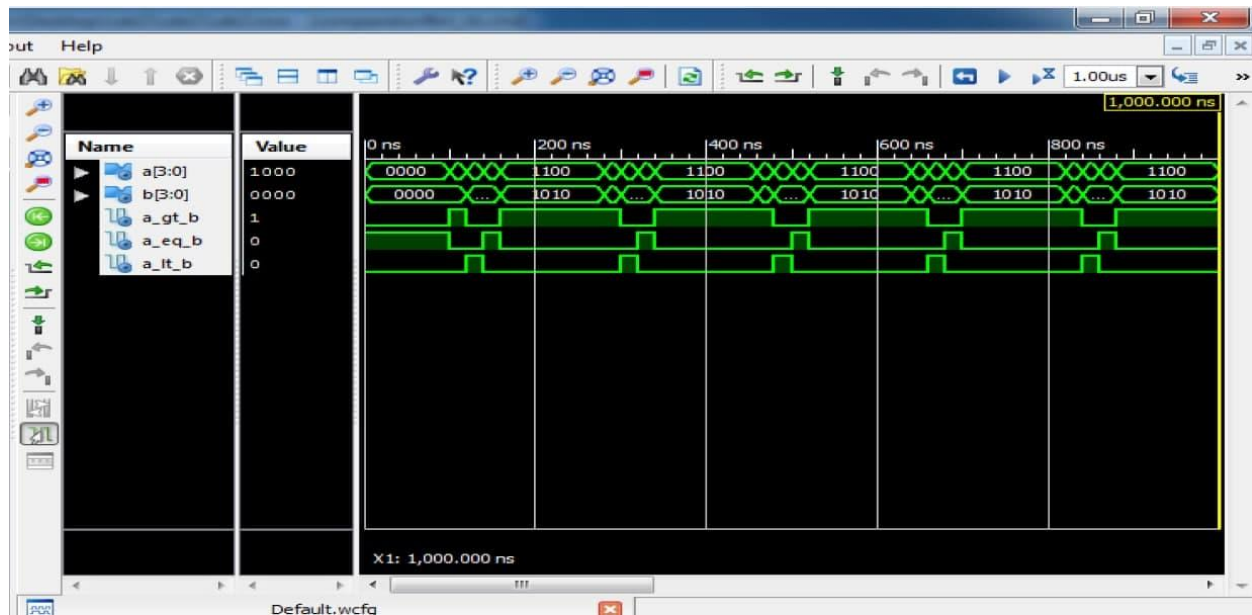 out Help
1.00us
1,000.000 ns
Name Value 0 ns 200 ns 400 ns 600 ns 800 ns
a[3:0] 1000 0000 1100 1100 1100 1100 1100
b[3:0] 0000 0000 ... 1010 ... 1010 ... 1010 ... 1010 ... 1010
a_gt_b 1
a_eq_b 0
a_lt_b 0
X1: 1,000.000 ns
Default.wcfg